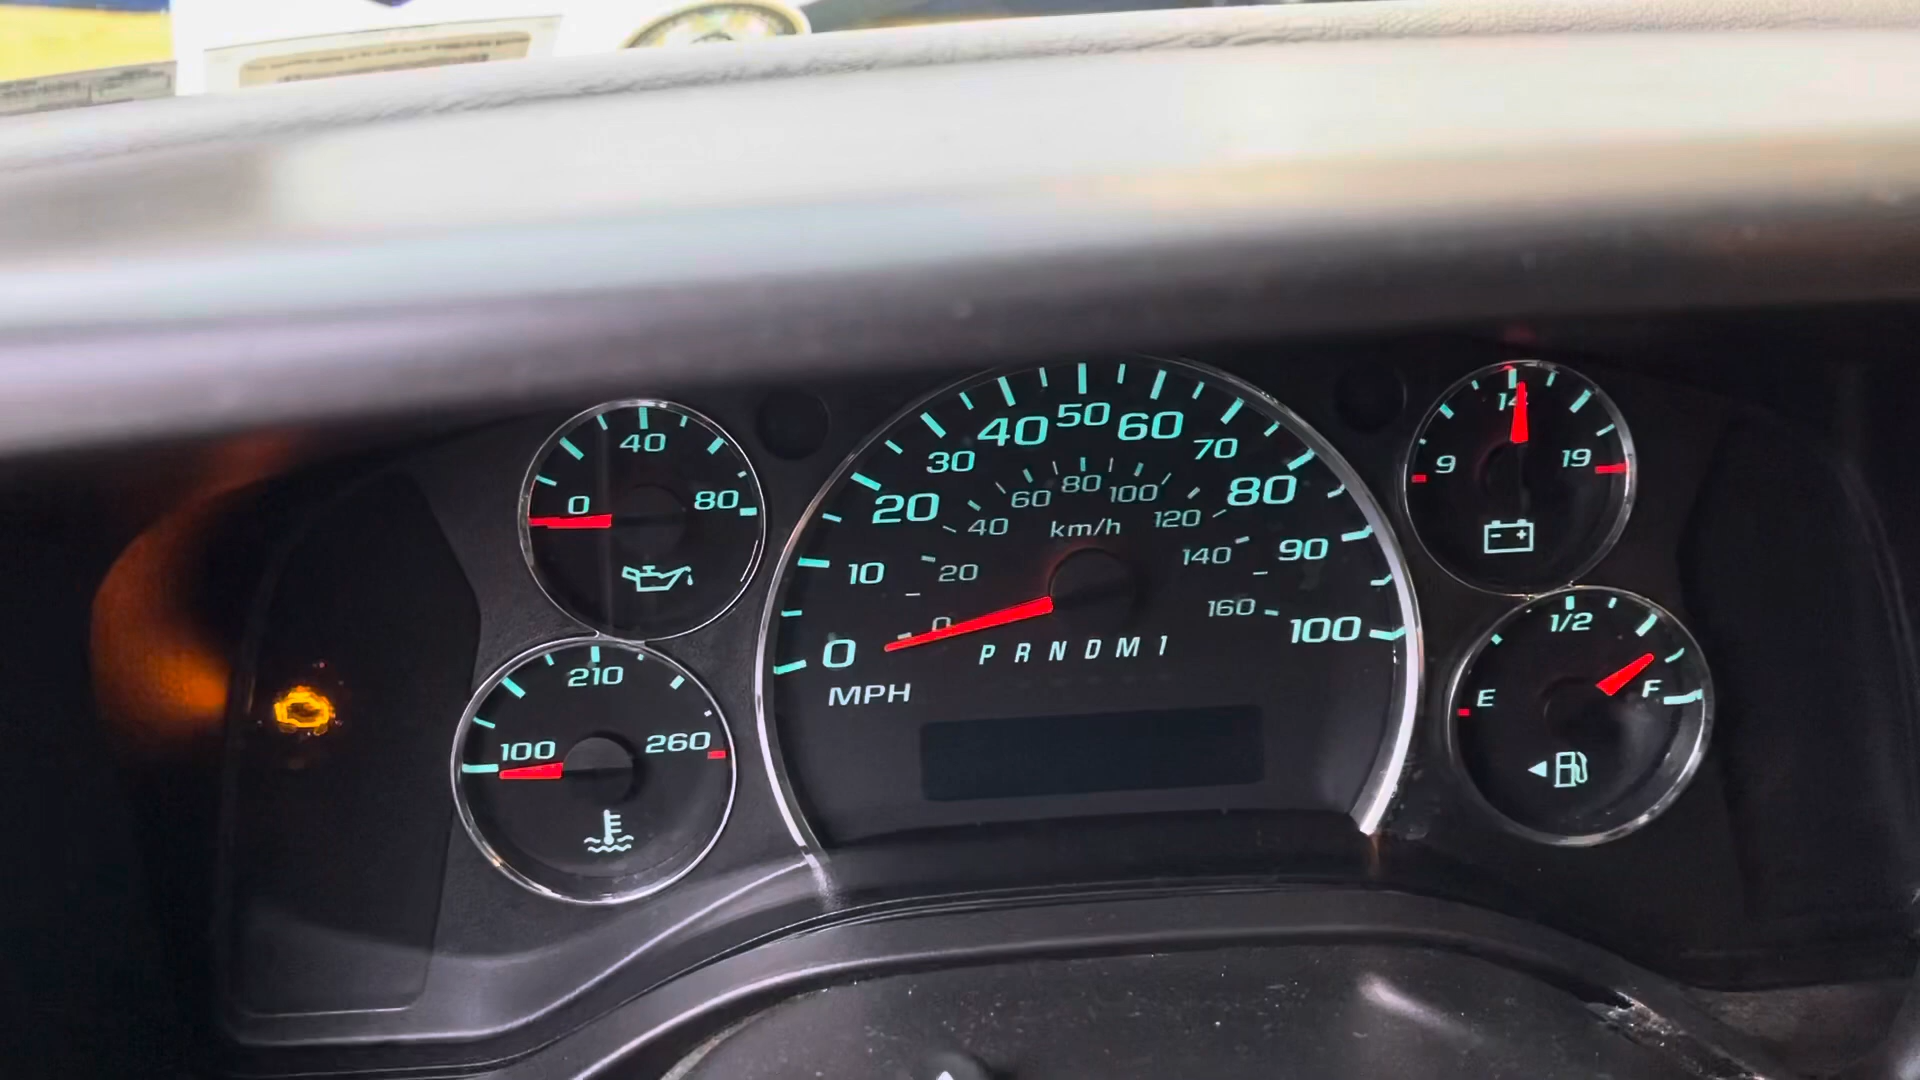 0 40 80
100 210 260
0 10 20 30 40 50 60 70 80 90 100
0 20 40 60 80 100 120 140 160
km/h
P R N D M 1
MPH
9 14 19
E 1/2 F